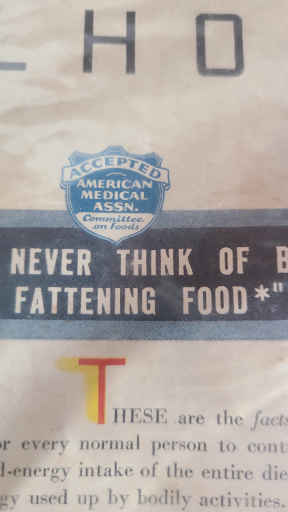 H O
ACCEPTED
AMERICAN
MEDICAL
ASSN.
Committee
on Foods
NEVER THINK OF B
FATTENING FOOD*"
THESE are the facts
or every normal person to cont
d-energy intake of the entire die
gy used up by bodily activities.